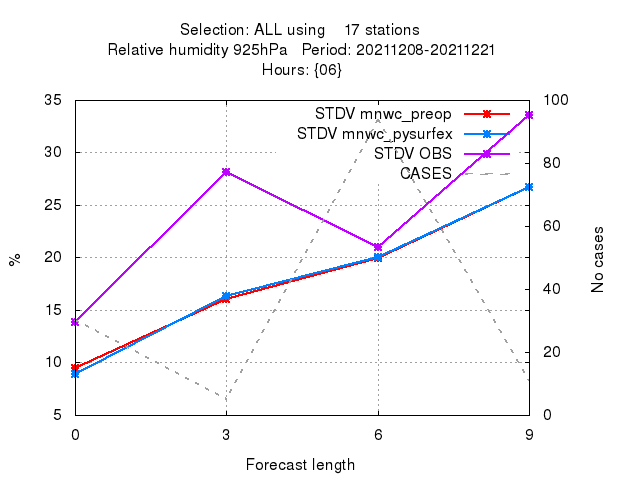 Selection: ALL using    17 stations
Relative humidity 925hPa   Period: 20211208-20211221
Hours: {06}
STDV mnwc_preop
STDV mnwc_pysurfex
STDV OBS
CASES
35
30
25
20
15
10
5
100
80
60
40
20
0
%
No cases
0 3 6 9
Forecast length